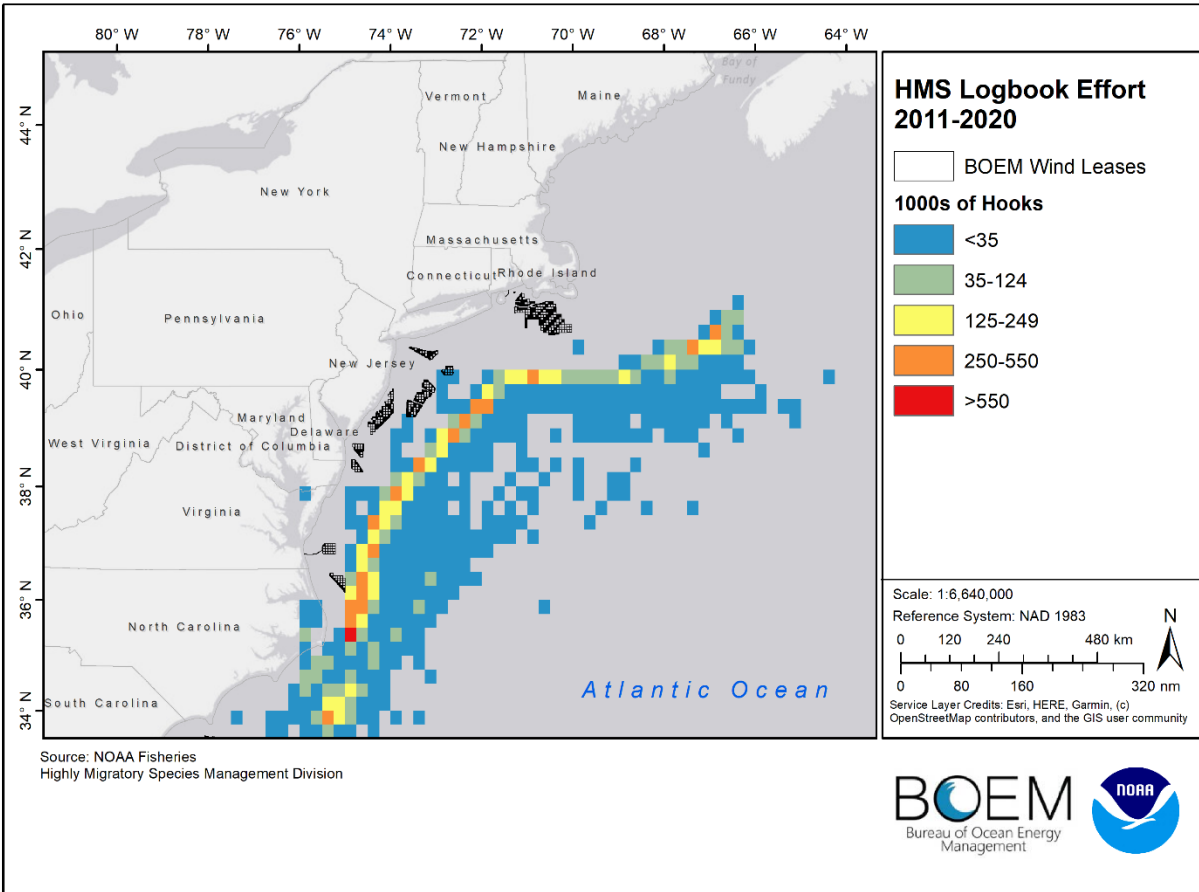 80° W 78° W 76° W 74° W 72° W 70° W 68° W 66° W 64° W
44° N
42° N
40° N
38° N
36° N
34° N
Bay of
Fundy
Vermont
Maine
New Hampshire
New York
Massachusetts
Connecticut Rhode Island
Ohio
Pennsylvania
New Jersey
Maryland
Delaware
West Virginia
District of Columbia
Virginia
North Carolina
South Carolina
Atlantic Ocean
HMS Logbook Effort
2011-2020
BOEM Wind Leases
1000s of Hooks
<35
35-124
125-249
250-550
>550
Scale: 1:6,640,000
Reference System: NAD 1983
N
0 120 240 480 km
0 80 160 320 nm
Service Layer Credits: Esri, HERE, Garmin, (c)
OpenStreetMap contributors, and the GIS user community
Source: NOAA Fisheries
Highly Migratory Species Management Division
BOEM
Bureau of Ocean Energy
Management
NOAA